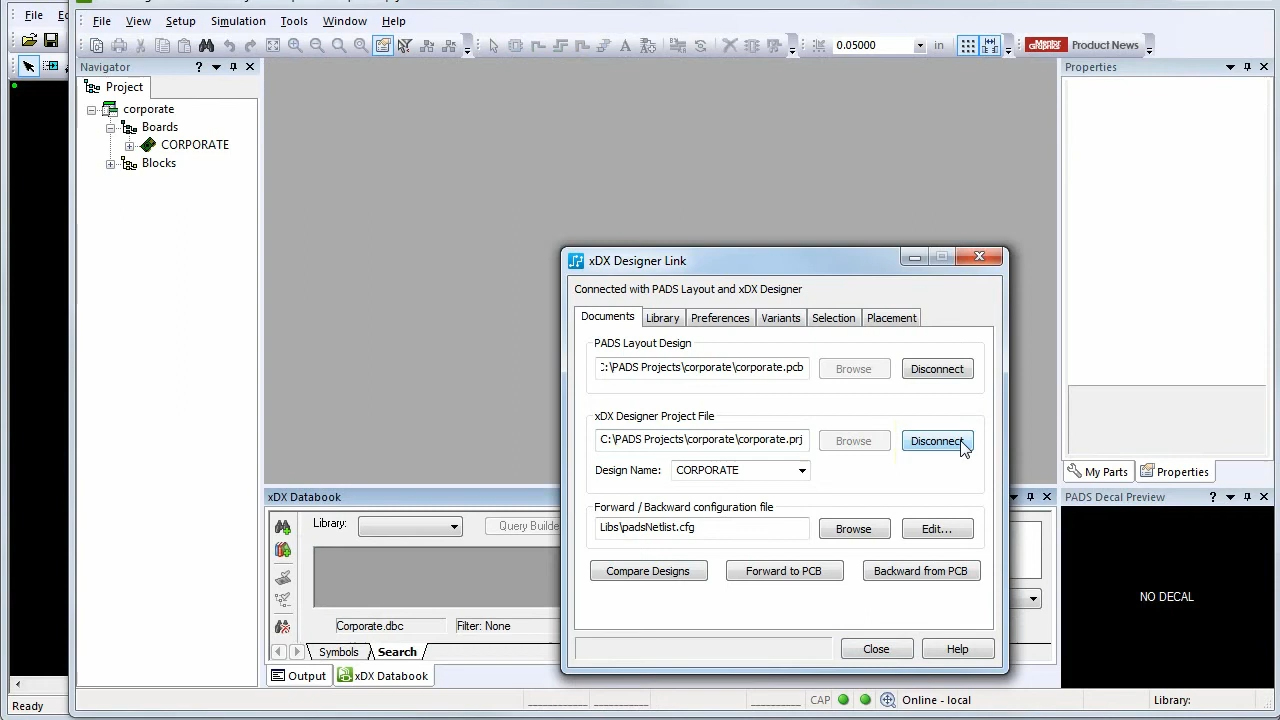 File
File View Setup Simulation Tools Window Help
0.05000 in
Mentor Graphics Product News
Navigator
Project
corporate
Boards
CORPORATE
Blocks
Properties
xDX Designer Link
Connected with PADS Layout and xDX Designer
Documents Library Preferences Variants Selection Placement
PADS Layout Design
C:\PADS Projects\corporate\corporate.pcb Browse Disconnect
xDX Designer Project File
C:\PADS Projects\corporate\corporate.prj Browse Disconnect
Design Name: CORPORATE
Forward / Backward configuration file
Libs\padsNetlist.cfg Browse Edit...
Compare Designs Forward to PCB Backward from PCB
Close Help
My Parts Properties
xDX Databook
Library: Query Builde
Corporate.dbc Filter: None
Symbols Search
Output xDX Databook
PADS Decal Preview
NO DECAL
Ready
CAP Online - local Library: